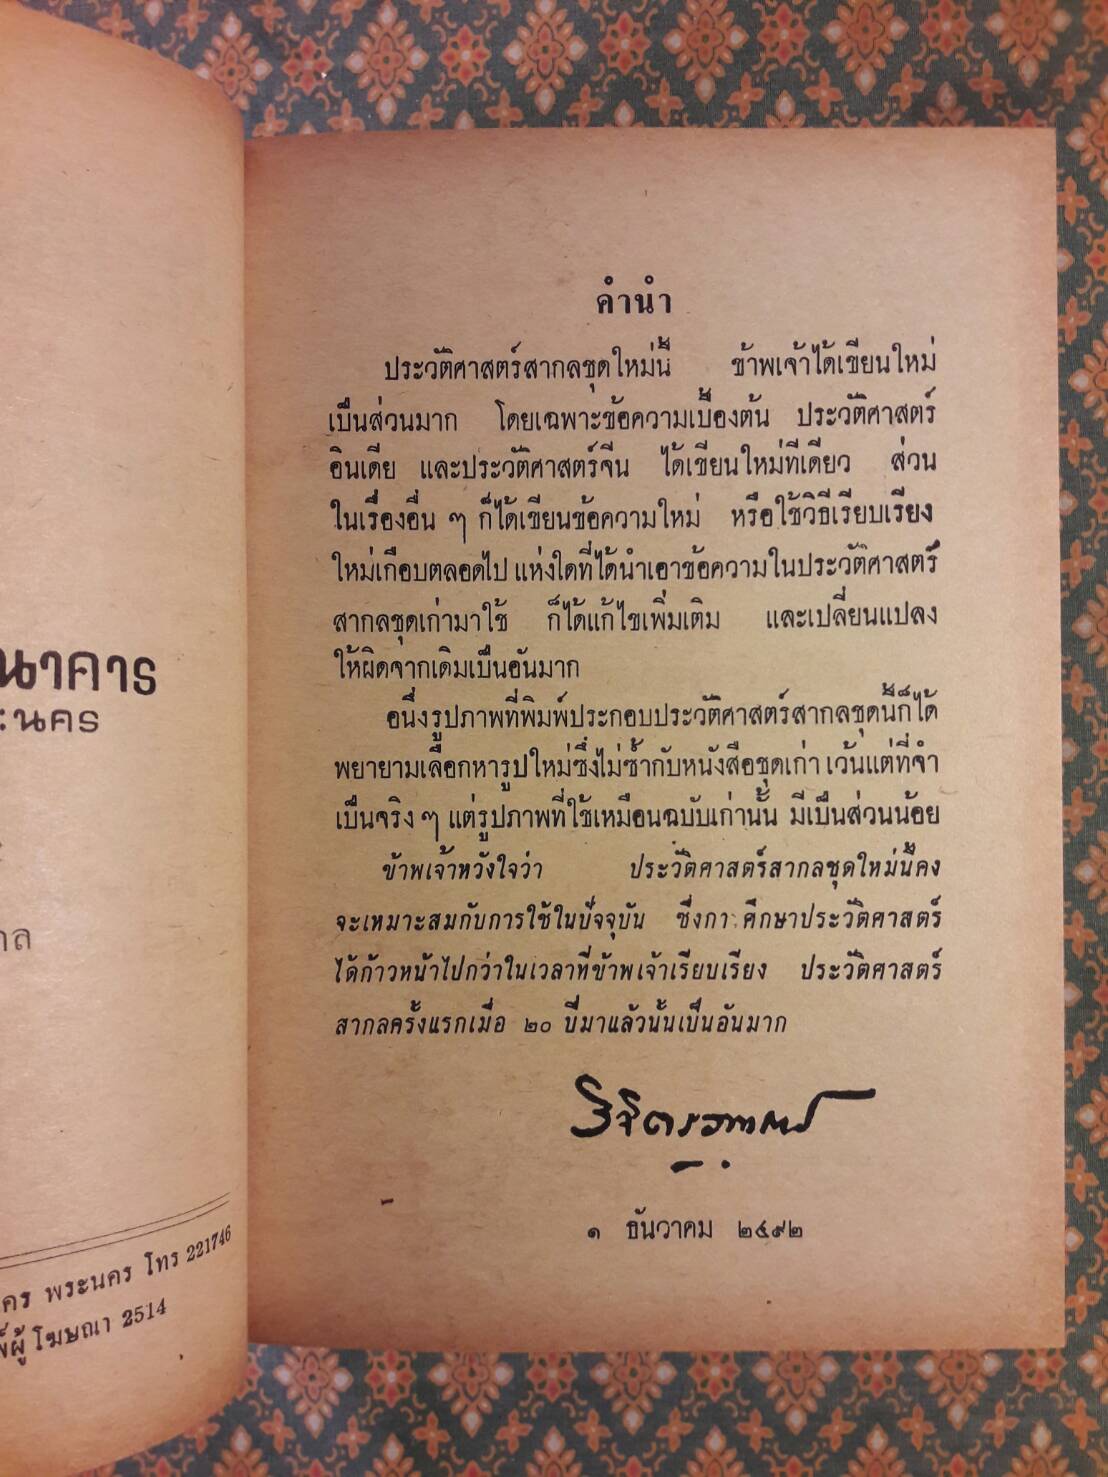 นาคาร
ะนคร
าล
คร พระนคร โทร 221746
พ์ผู้โฆษณา 2514
คำนำ
ประวัติศาสตร์สากลชุดใหม่นี้ ข้าพเจ้าได้เขียนใหม่
เป็นส่วนมาก โดยเฉพาะข้อความเบื้องต้น ประวัติศาสตร์
อินเดีย และประวัติศาสตร์จีน ได้เขียนใหม่ทีเดียว ส่วน
ในเรื่องอื่น ๆ ก็ได้เขียนข้อความใหม่ หรือใช้วิธีเรียบเรียง
ใหม่เกือบตลอดไป แห่งใดที่ได้นำเอาข้อความในประวัติศาสตร์
สากลชุดเก่ามาใช้ ก็ได้แก้ไขเพิ่มเติม และเปลี่ยนแปลง
ให้ผิดจากเดิมเป็นอันมาก
อนึ่งรูปภาพที่พิมพ์ประกอบประวัติศาสตร์สากลชุดนี้ก็ได้
พยายามเลือกหารูปใหม่ซึ่งไม่ซ้ำกับหนังสือชุดเก่า เว้นแต่ที่จำ
เป็นจริง ๆ แต่รูปภาพที่ใช้เหมือนฉบับเก่านั้น มีเป็นส่วนน้อย
ข้าพเจ้าหวังใจว่า ประวัติศาสตร์สากลชุดใหม่นี้คง
จะเหมาะสมกับการใช้ในปัจจุบัน ซึ่งกา ศึกษาประวัติศาสตร์
ได้ก้าวหน้าไปกว่าในเวลาที่ข้าพเจ้าเรียบเรียง ประวัติศาสตร์
สากลครั้งแรกเมื่อ ๒๐ ปีมาแล้วนั้นเป็นอันมาก
วิจิตรวาทการ
๑ ธันวาคม ๒๔๙๒